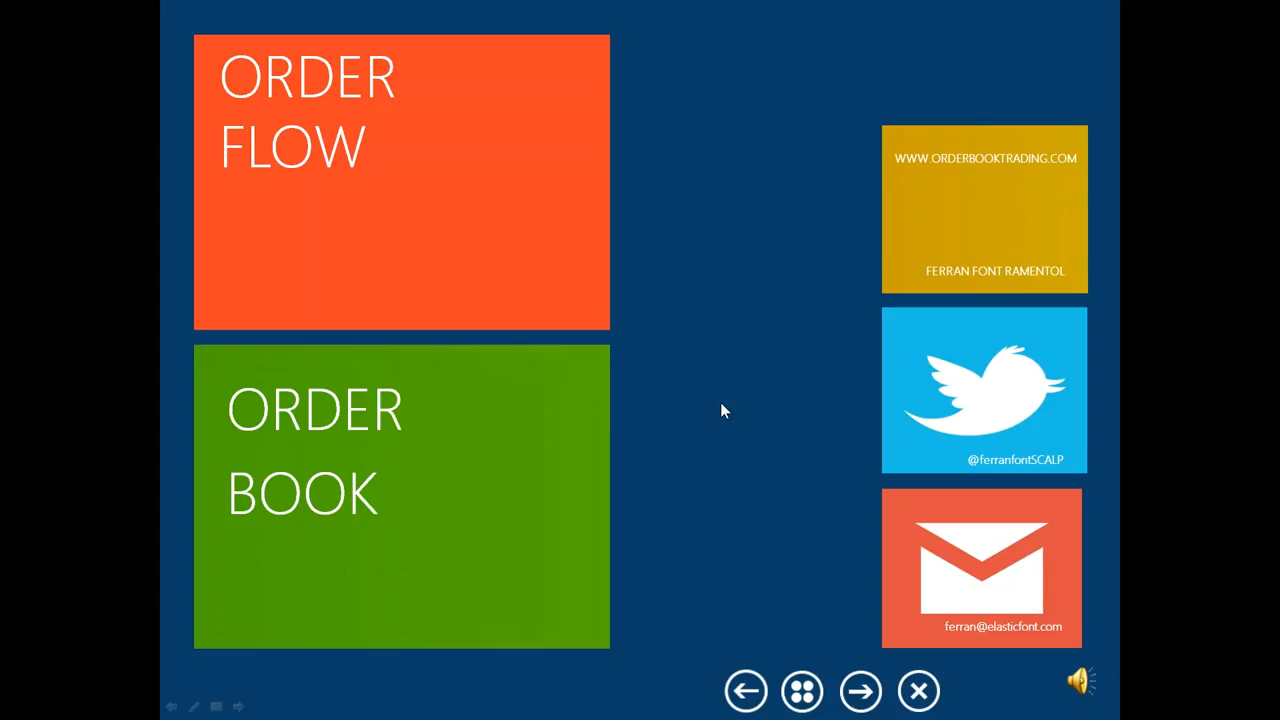 ORDER
FLOW
ORDER
BOOK
WWW.ORDERBOOKTRADING.COM
FERRAN FONT RAMENTOL
@ferranfontSCALP
ferran@elasticfont.com